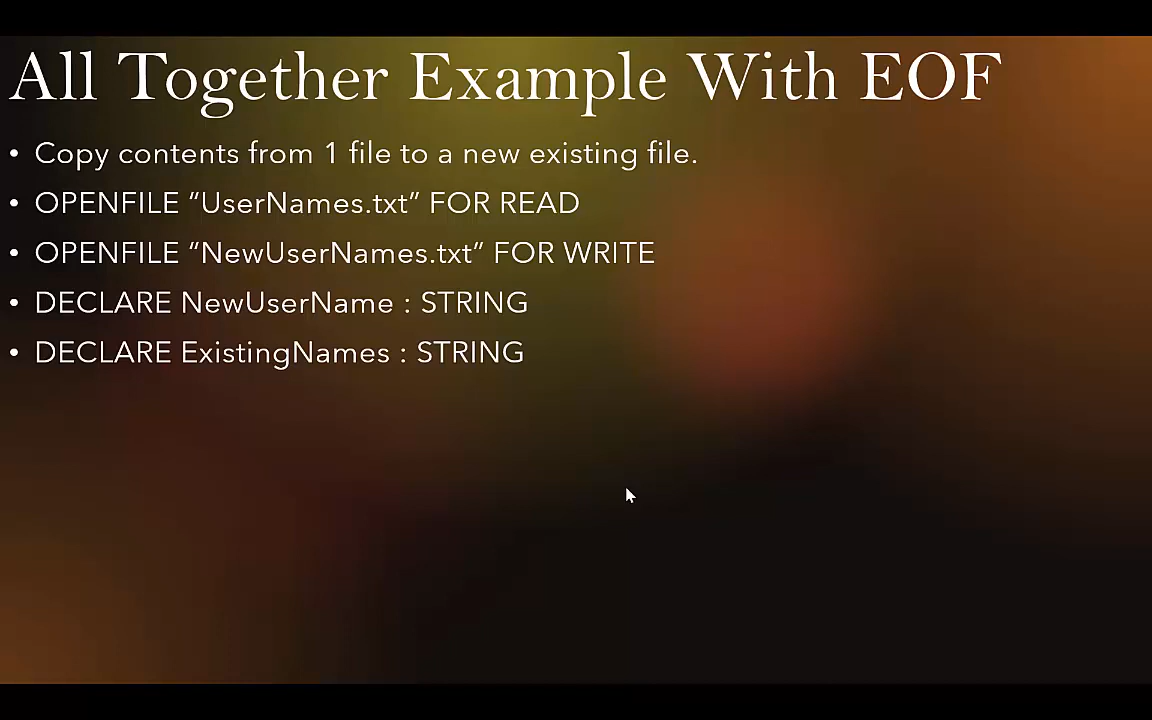 All Together Example With EOF
• Copy contents from 1 file to a new existing file.
• OPENFILE “UserNames.txt” FOR READ
• OPENFILE “NewUserNames.txt” FOR WRITE
• DECLARE NewUserName : STRING
• DECLARE ExistingNames : STRING